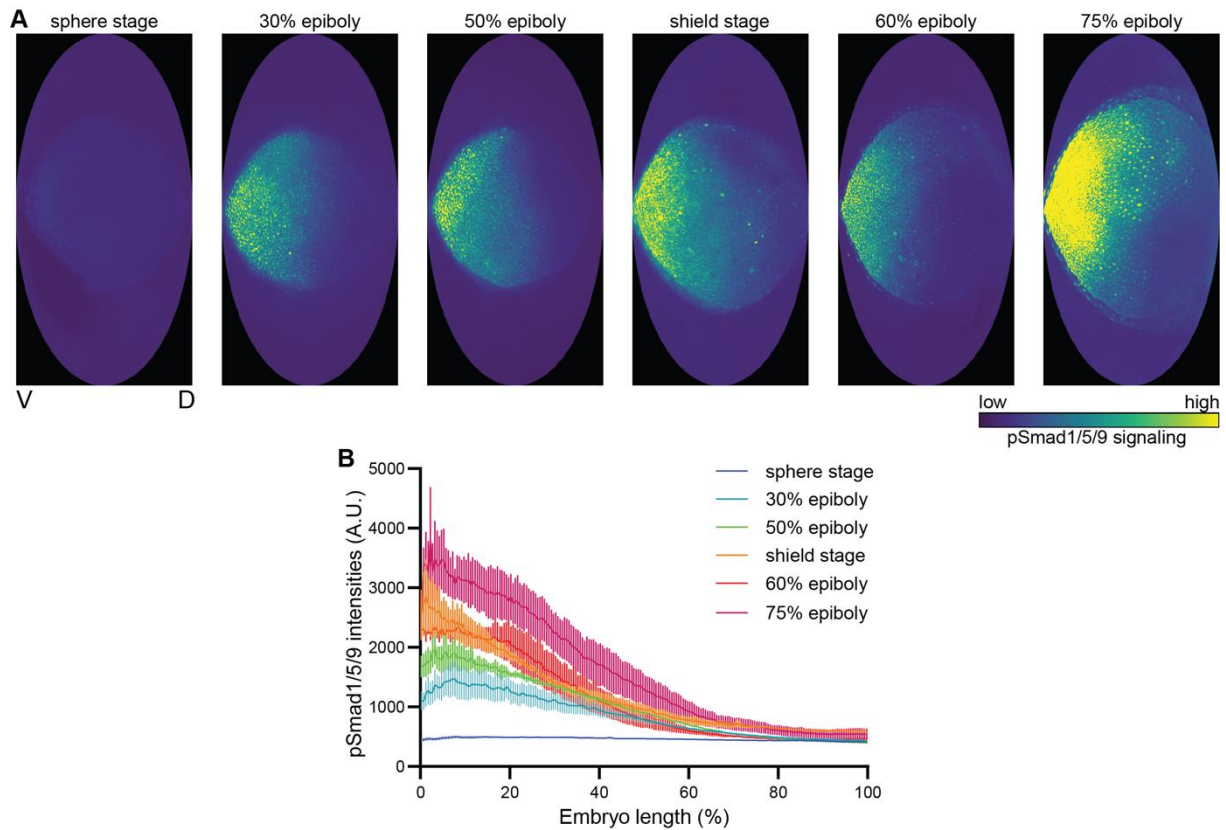 A
sphere stage
30% epiboly
50% epiboly
shield stage
60% epiboly
75% epiboly
V
D
low
high
pSmad1/5/9 signaling
B
pSmad1/5/9 intensities (A.U.)
5000
4000
3000
2000
1000
0
0
20
40
60
80
100
Embryo length (%)
sphere stage
30% epiboly
50% epiboly
shield stage
60% epiboly
75% epiboly